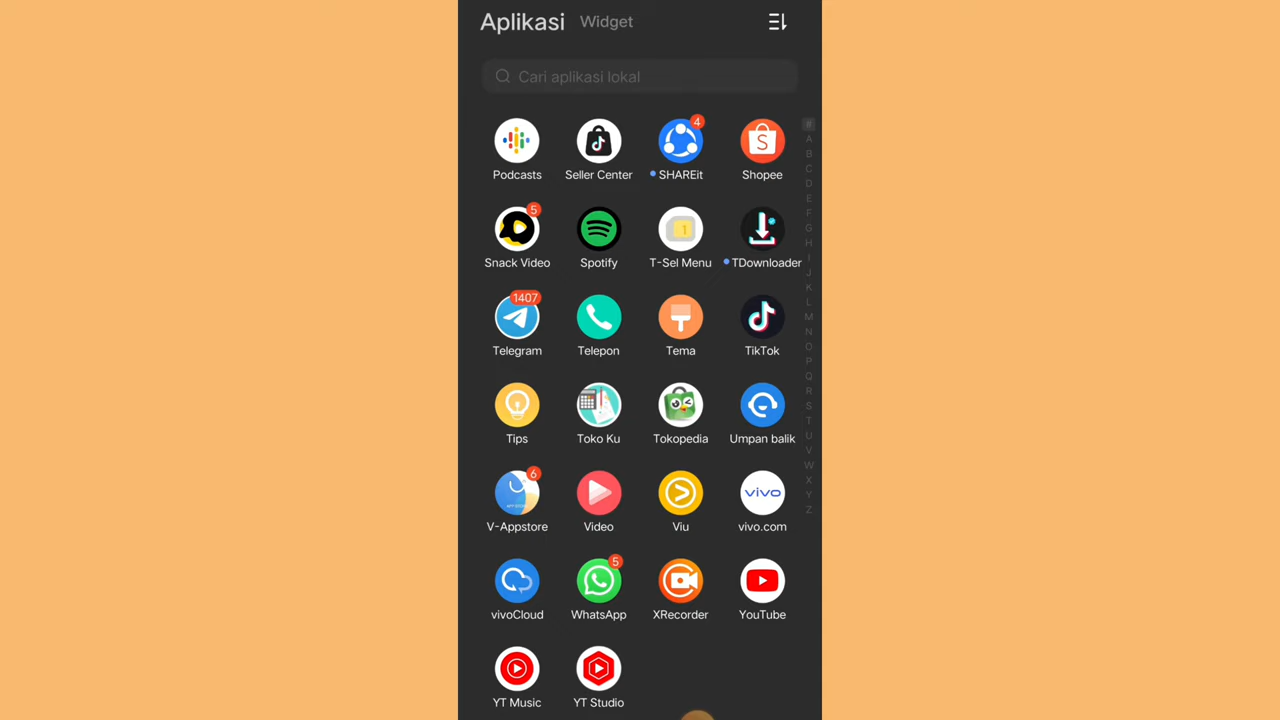 Aplikasi Widget
Cari aplikasi lokal
4
Podcasts Seller Center SHAREit Shopee
5
Snack Video Spotify T-Sel Menu TDownloader
1407
Telegram Telepon Tema TikTok
Tips Toko Ku Tokopedia Umpan balik
6
vivo
V-Appstore Video Viu vivo.com
5
vivoCloud WhatsApp XRecorder YouTube
YT Music YT Studio
#
A
B
C
D
E
F
G
H
I
J
K
L
M
N
O
P
Q
R
S
T
U
V
W
X
Y
Z